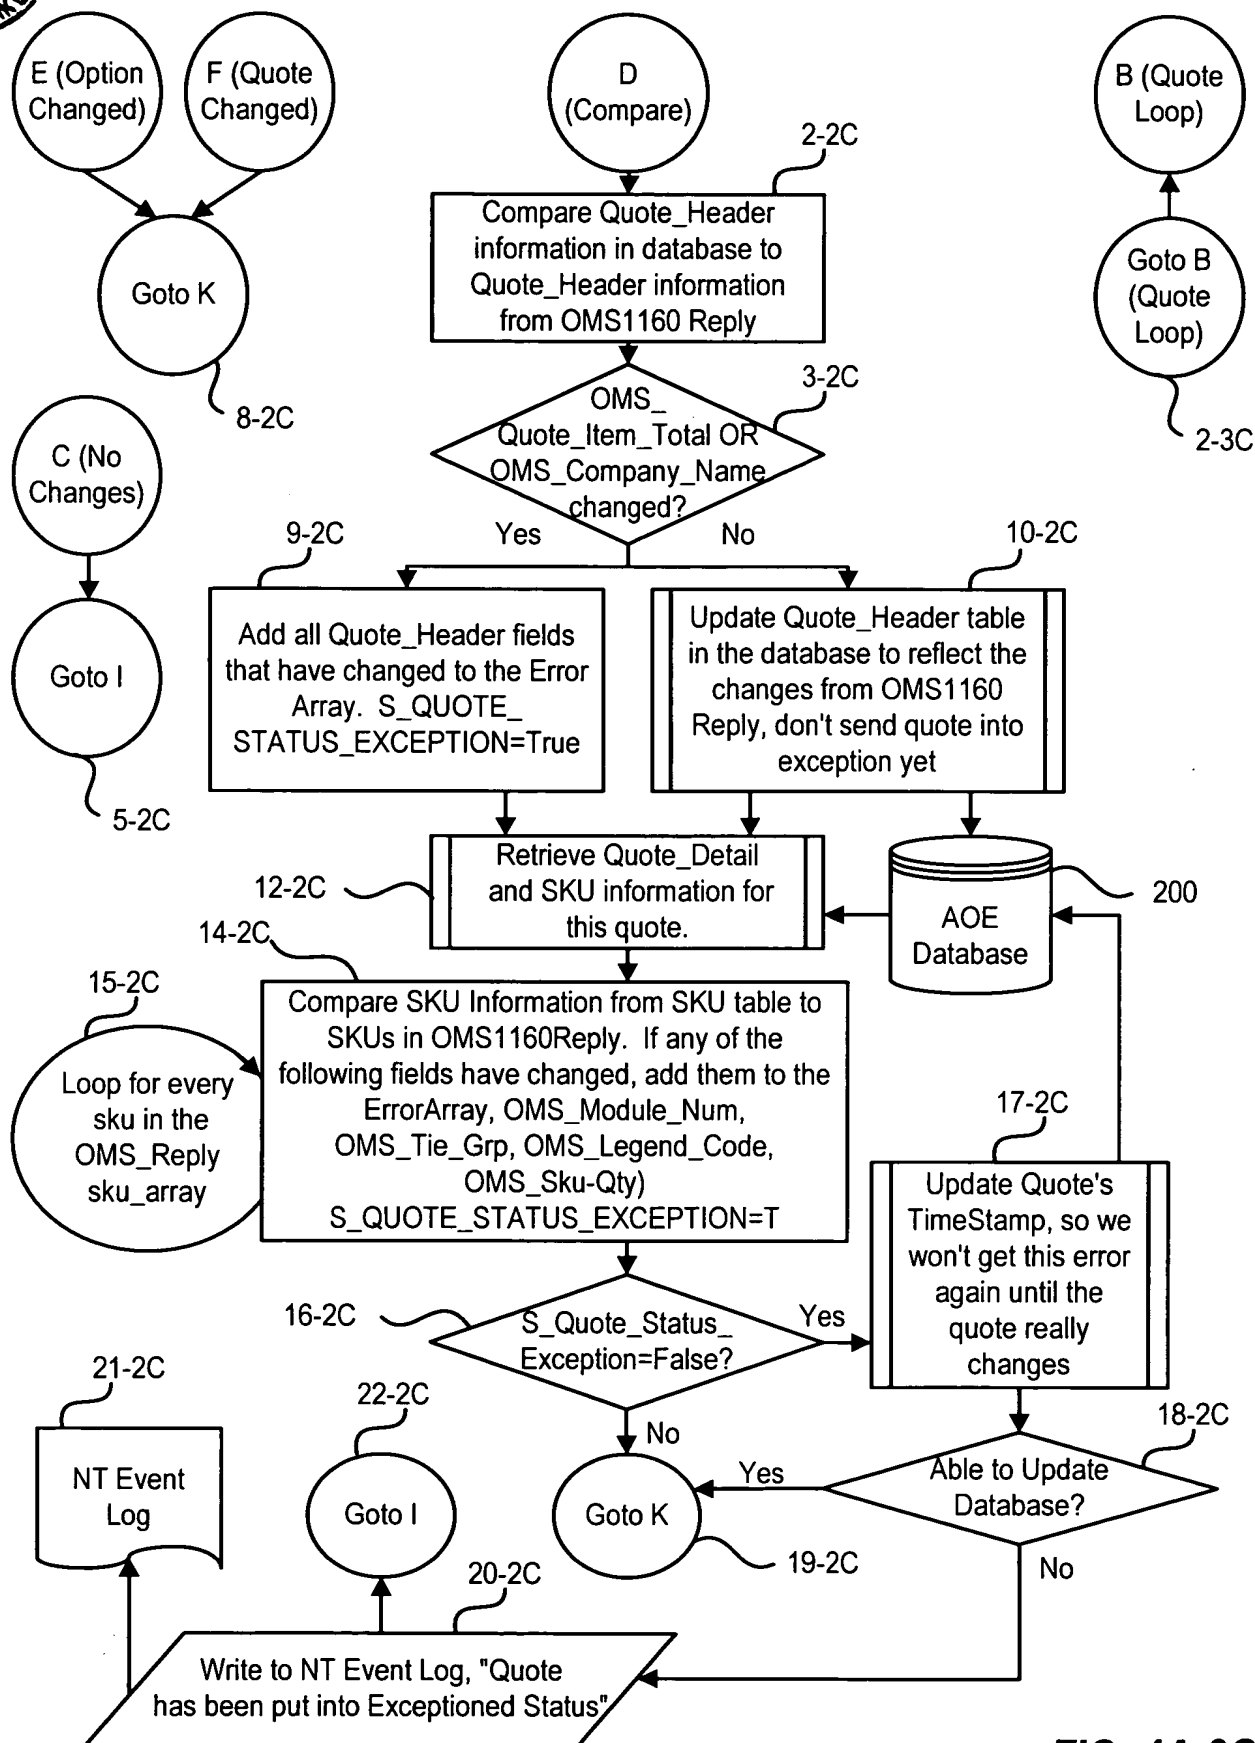 E (Option
Changed)
F (Quote
Changed)
D
(Compare)
B (Quote
Loop)
2-2C
Compare Quote_Header
information in database to
Quote_Header information
from OMS1160 Reply
Goto K
8-2C
Goto B
(Quote
Loop)
2-3C
3-2C
OMS_
Quote_Item_Total OR
OMS_Company_Name
changed?
Yes
No
C (No
Changes)
Goto I
5-2C
9-2C
Add all Quote_Header fields
that have changed to the Error
Array. S_QUOTE_
STATUS_EXCEPTION=True
10-2C
Update Quote_Header table
in the database to reflect the
changes from OMS1160
Reply, don't send quote into
exception yet
12-2C
Retrieve Quote_Detail
and SKU information for
this quote.
AOE
Database
200
14-2C
Compare SKU Information from SKU table to
SKUs in OMS1160Reply. If any of the
following fields have changed, add them to the
ErrorArray, OMS_Module_Num,
OMS_Tie_Grp, OMS_Legend_Code,
OMS_Sku-Qty)
S_QUOTE_STATUS_EXCEPTION=T
15-2C
Loop for every
sku in the
OMS_Reply
sku_array
17-2C
Update Quote's
TimeStamp, so we
won't get this error
again until the
quote really
changes
16-2C
S_Quote_Status_
Exception=False?
Yes
No
18-2C
Able to Update
Database?
Yes
No
Goto K
19-2C
22-2C
Goto I
21-2C
NT Event
Log
20-2C
Write to NT Event Log, "Quote
has been put into Exceptioned Status"